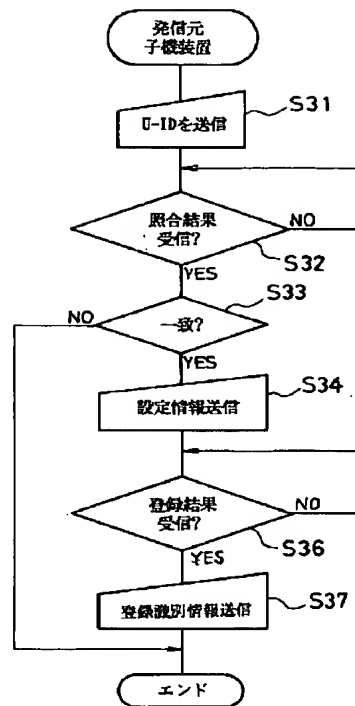 発信元
子機装置
S31
U-IDを送信
照合結果
受信?
NO
S32
YES
S33
NO
一致?
YES
S34
設定情報送信
登録結果
受信?
NO
S36
YES
S37
登録識別情報送信
エンド